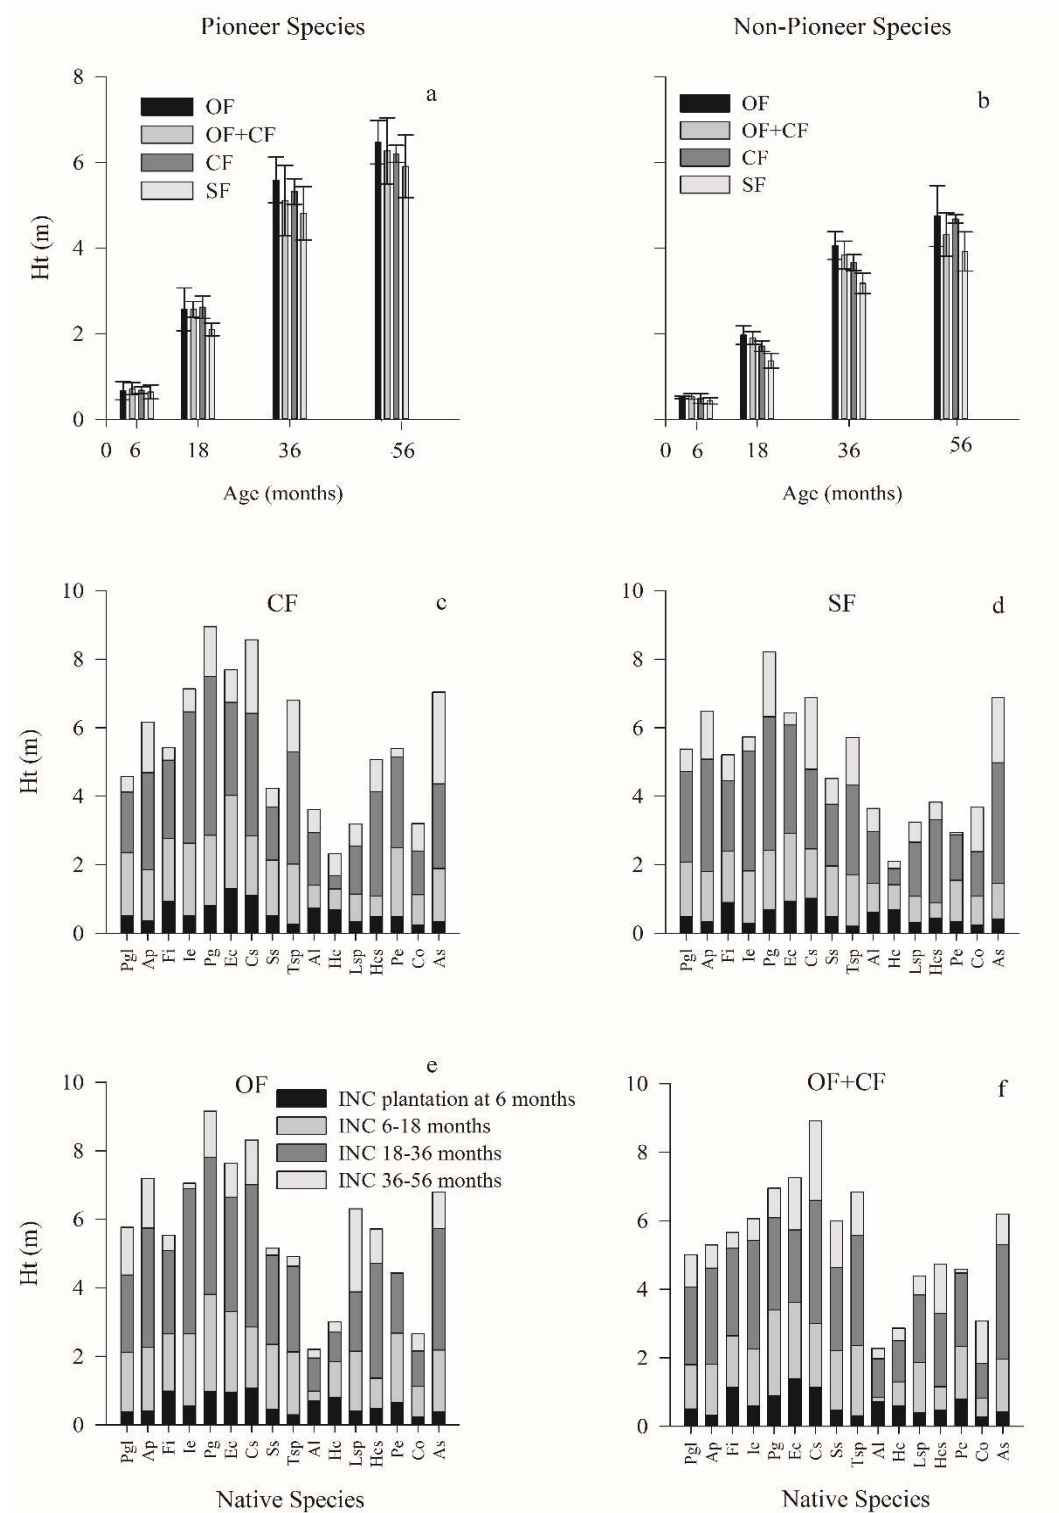 Pioneer Species
Non-Pioneer Species
8
6
4
2
0
Ht (m)
OF
OF+CF
CF
SF
a
0 6 18 36 56
Age (months)
OF
OF+CF
CF
SF
b
0 6 18 36 56
Age (months)
10
8
6
4
2
0
Ht (m)
CF
c
Pgl Ap Fi Ie Pg Ec Cs Ss Tsp Al Hc Lsp Hcs Pe Co As
10
8
6
4
2
0
SF
d
Pgl Ap Fi Ie Pg Ec Cs Ss Tsp Al Hc Lsp Hcs Pe Co As
10
8
6
4
2
0
Ht (m)
OF
e
INC plantation at 6 months
INC 6-18 months
INC 18-36 months
INC 36-56 months
Pgl Ap Fi Ie Pg Ec Cs Ss Tsp Al Hc Lsp Hcs Pe Co As
Native Species
10
8
6
4
2
0
OF+CF
f
Pgl Ap Fi Ie Pg Ec Cs Ss Tsp Al Hc Lsp Hcs Pe Co As
Native Species